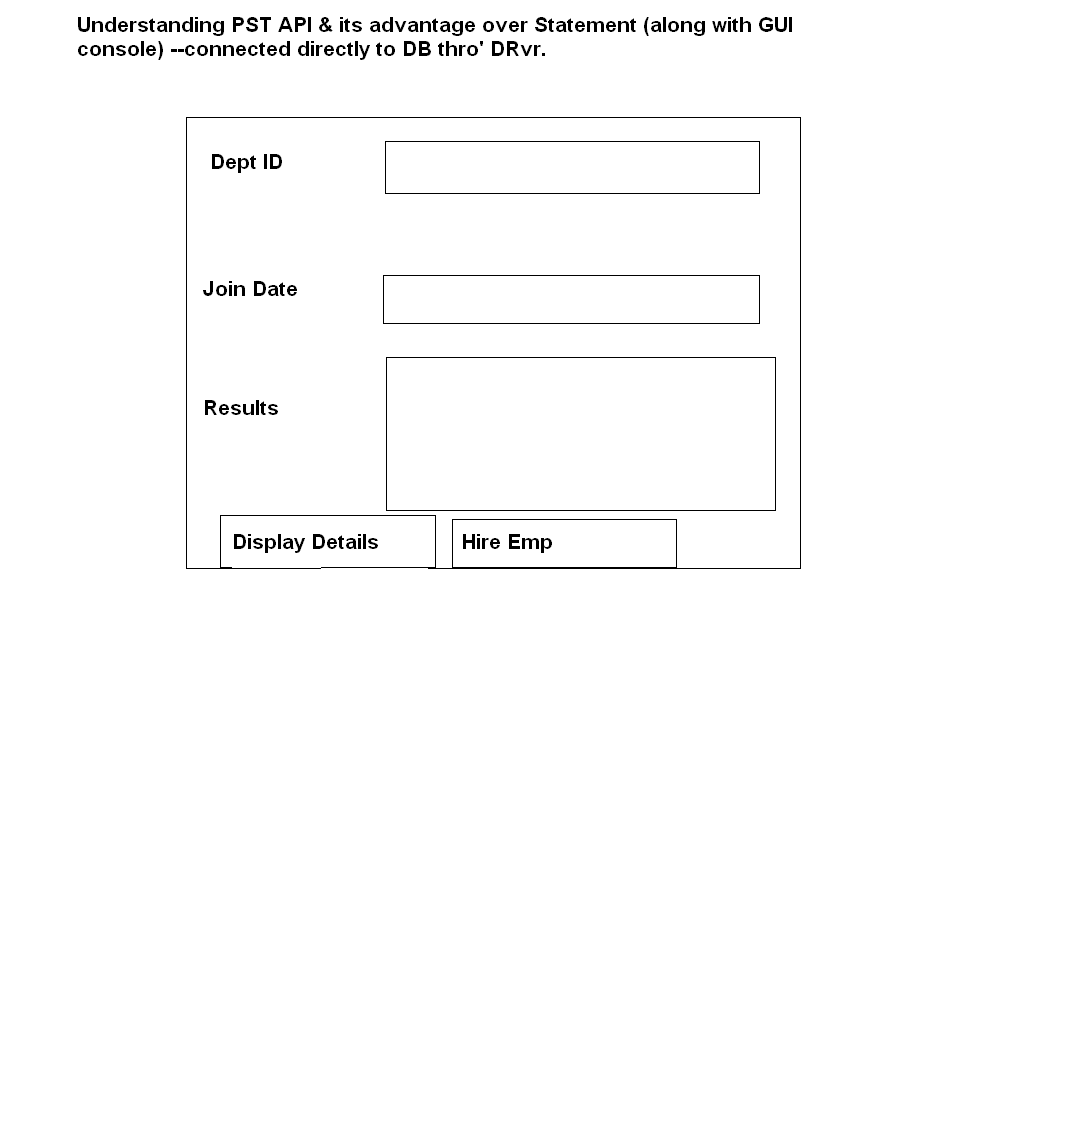 Understanding PST API & its advantage over Statement (along with GUI
console) --connected directly to DB thro' DRvr.
Dept ID
Join Date
Results
Display Details
Hire Emp